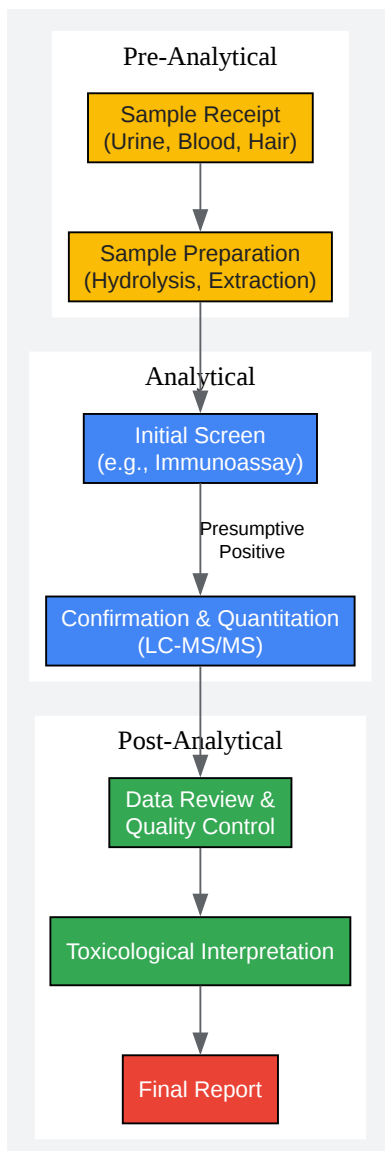 Pre-Analytical
Sample Receipt
(Urine, Blood, Hair)
Sample Preparation
(Hydrolysis, Extraction)
Analytical
Initial Screen
(e.g., Immunoassay)
Presumptive
Positive
Confirmation & Quantitation
(LC-MS/MS)
Post-Analytical
Data Review &
Quality Control
Toxicological Interpretation
Final Report